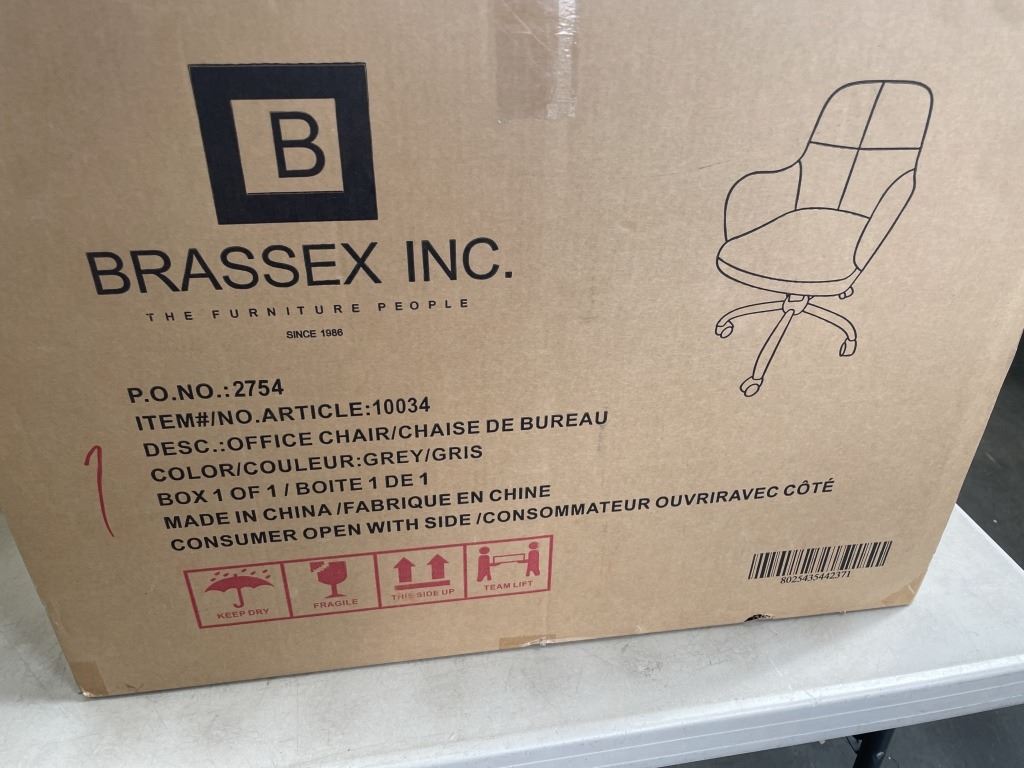 B
BRASSEX INC.
THE FURNITURE PEOPLE
SINCE 1986
P.O.NO.:2754
ITEM#/NO.ARTICLE:10034
DESC.:OFFICE CHAIR/CHAISE DE BUREAU
COLOR/COULEUR:GREY/GRIS
BOX 1 OF 1 / BOITE 1 DE 1
MADE IN CHINA /FABRIQUE EN CHINE
CONSUMER OPEN WITH SIDE /CONSOMMATEUR OUVRIRAVEC CÔTÉ
KEEP DRY
FRAGILE
THIS SIDE UP
TEAM LIFT
8025435442371